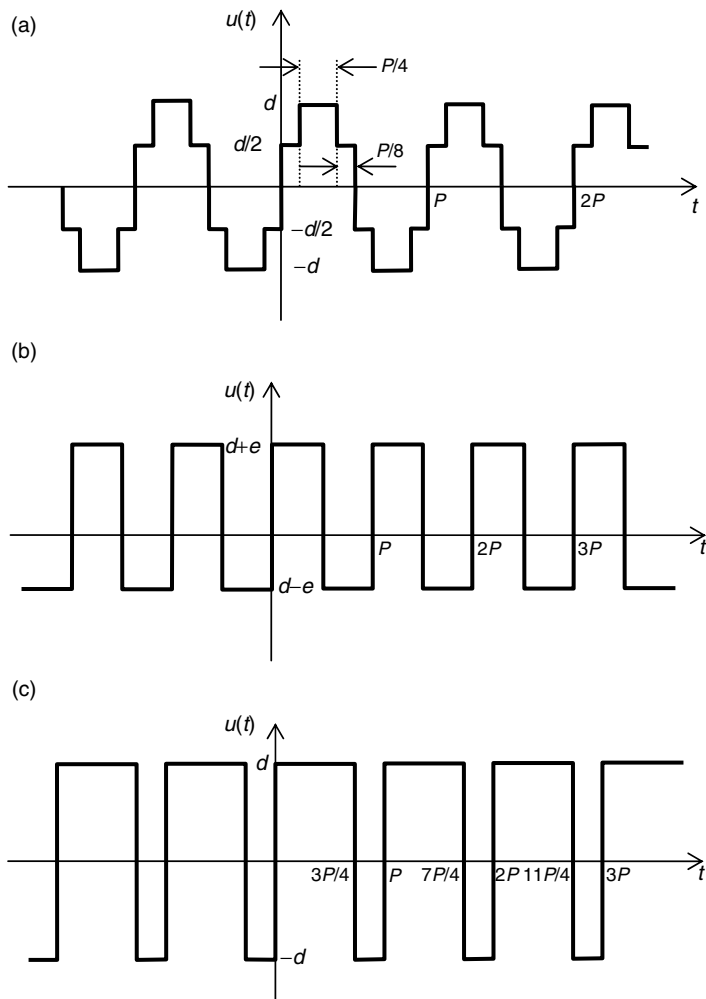 (a)
u(t)
P/4
d
d/2
P/8
P
2P
t
−d/2
−d
(b)
u(t)
d+e
P
2P
3P
t
d−e
(c)
u(t)
d
3P/4
P
7P/4
2P
11P/4
3P
t
−d